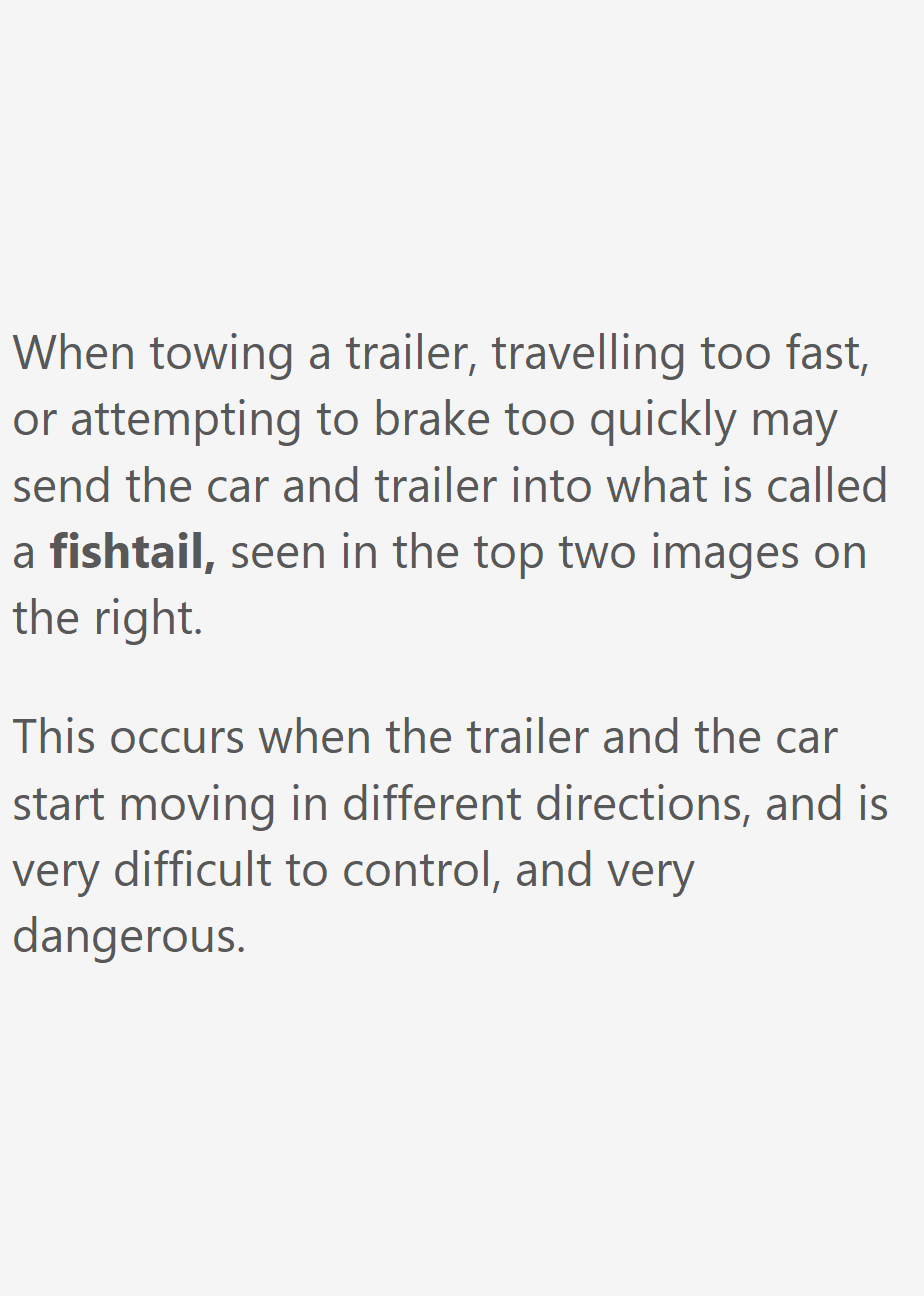 When towing a trailer, travelling too fast,
or attempting to brake too quickly may
send the car and trailer into what is called
a fishtail, seen in the top two images on
the right.
This occurs when the trailer and the car
start moving in different directions, and is
very difficult to control, and very
dangerous.